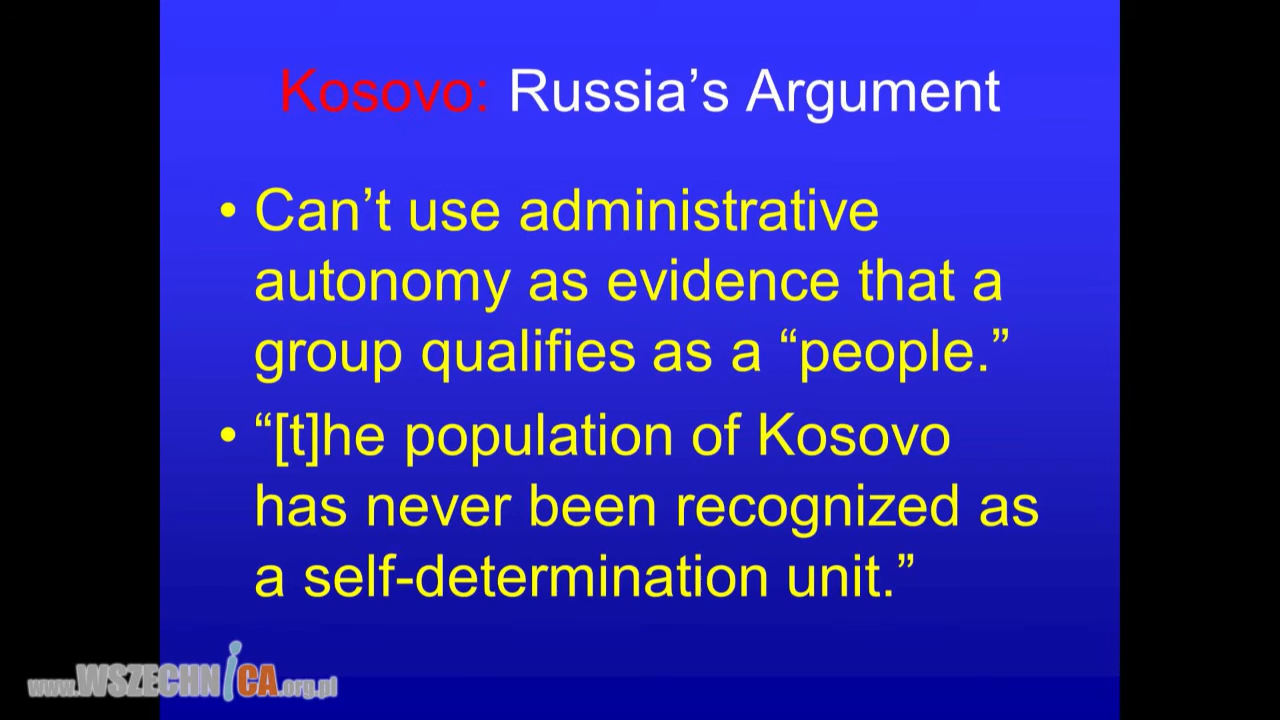 Kosovo: Russia’s Argument
• Can’t use administrative
autonomy as evidence that a
group qualifies as a “people.”
• “[t]he population of Kosovo
has never been recognized as
a self-determination unit.”
www.WSZECHNiCA.org.pl